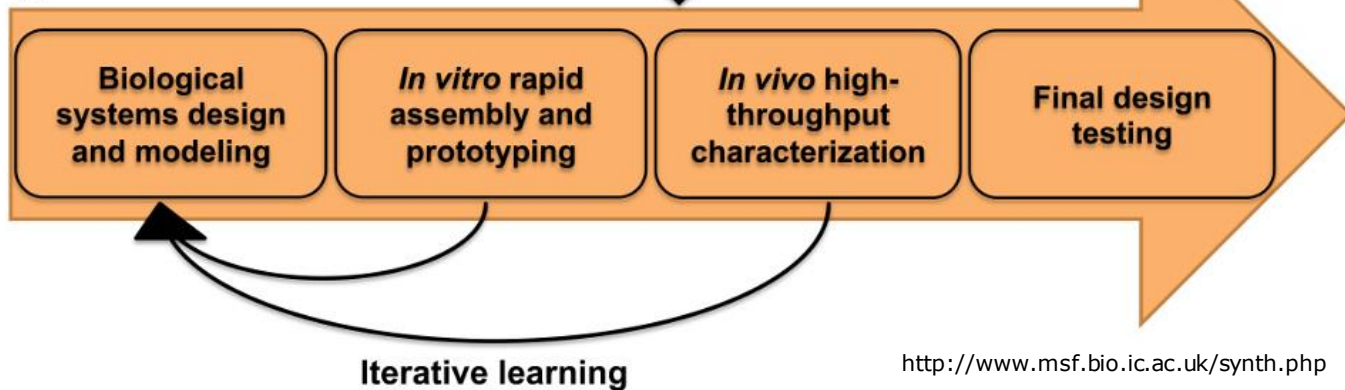 Biological
systems design
and modeling
In vitro rapid
assembly and
prototyping
In vivo high-
throughput
characterization
Final design
testing
Iterative learning
http://www.msf.bio.ic.ac.uk/synth.php